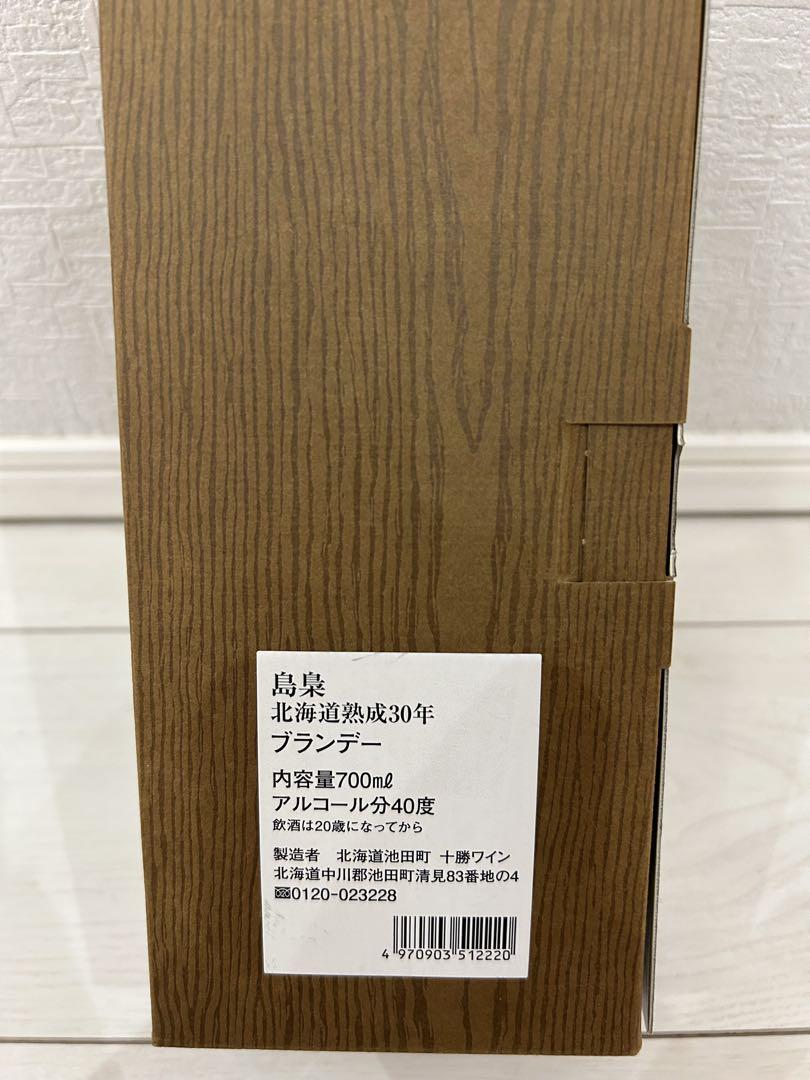 島梟
北海道熟成30年
ブランデー
内容量700㎖
アルコール分40度
飲酒は20歳になってから
製造者 北海道池田町 十勝ワイン
北海道中川郡池田町清見83番地の4
0120-023228
4 970903 512220